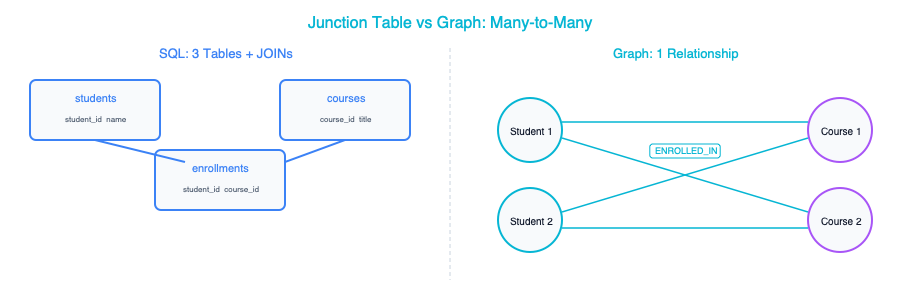 Junction Table vs Graph: Many-to-Many
SQL: 3 Tables + JOINs
students
student_id name
courses
course_id title
enrollments
student_id course_id
Graph: 1 Relationship
Student 1
Course 1
ENROLLED_IN
Student 2
Course 2